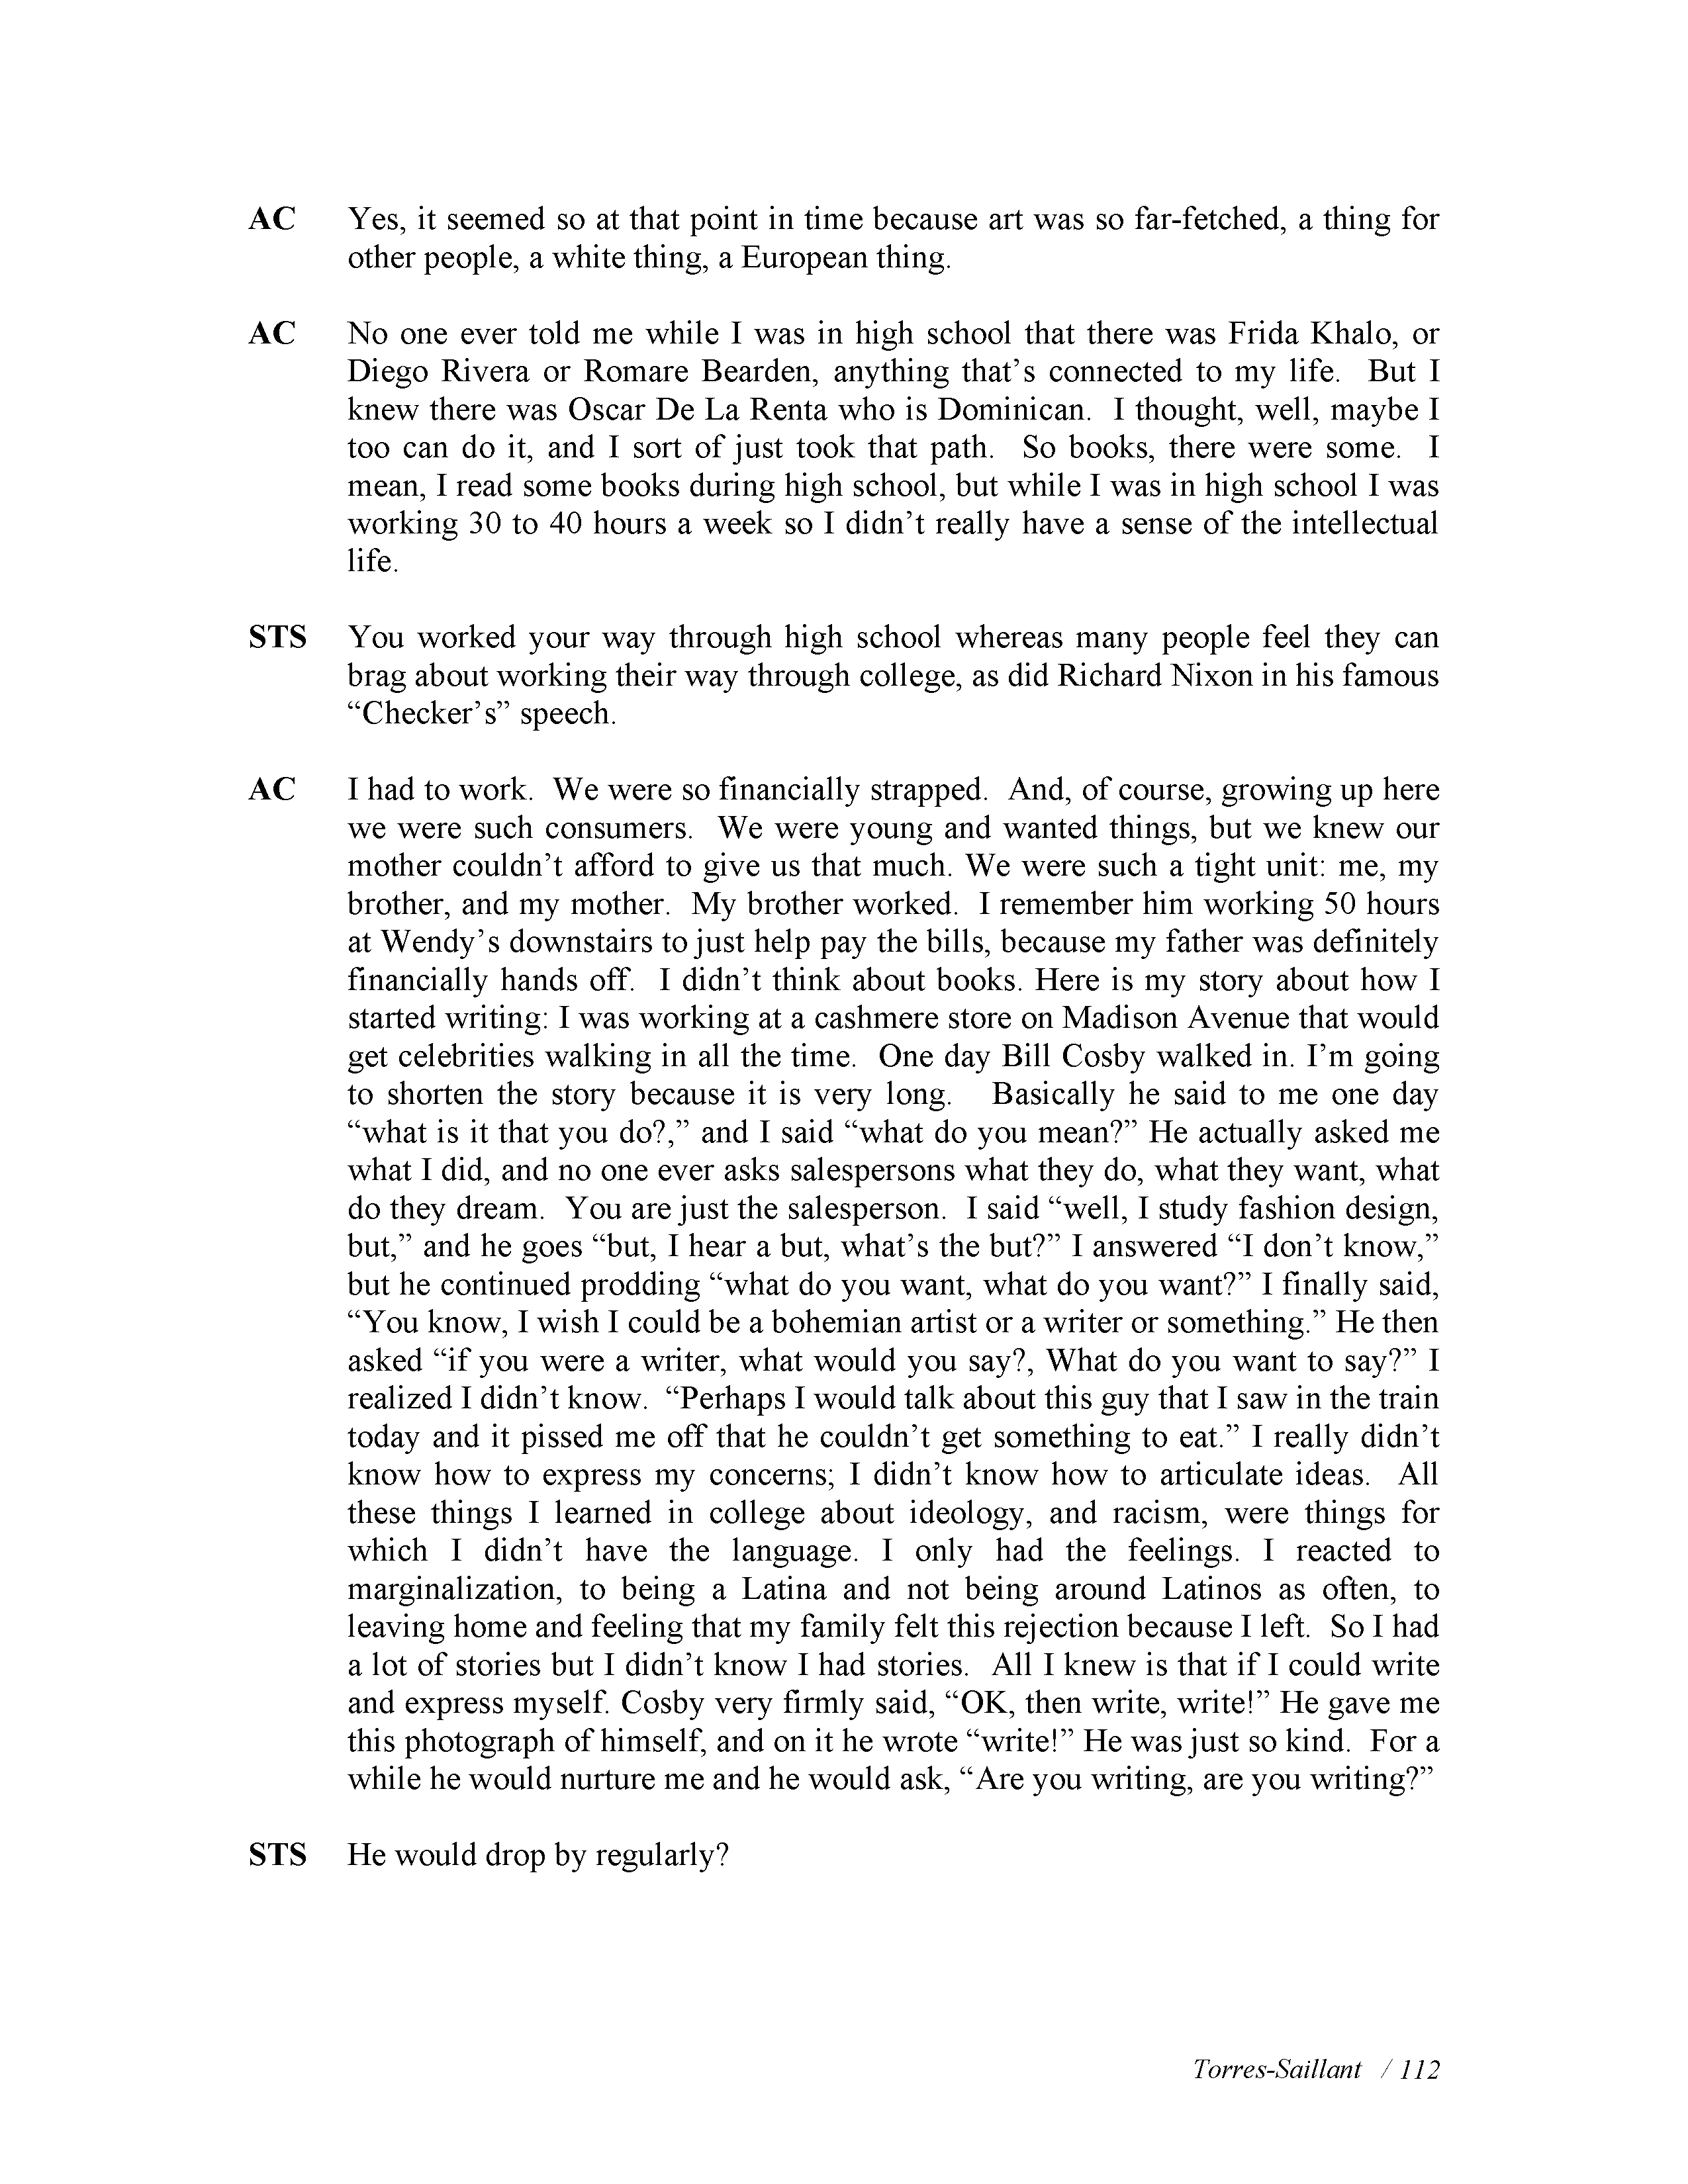 AC Yes, it seemed so at that point in time because art was so far-fetched, a thing for
other people, a white thing, a European thing.
AC No one ever told me while I was in high school that there was Frida Khalo, or
Diego Rivera or Romare Bearden, anything that’s connected to my life. But I
knew there was Oscar De La Renta who is Dominican. I thought, well, maybe I
too can do it, and I sort of just took that path. So books, there were some. I
mean, I read some books during high school, but while I was in high school I was
working 30 to 40 hours a week so I didn’t really have a sense of the intellectual
life.
STS You worked your way through high school whereas many people feel they can
brag about working their way through college, as did Richard Nixon in his famous
“Checker’s” speech.
AC I had to work. We were so financially strapped. And, of course, growing up here
we were such consumers. We were young and wanted things, but we knew our
mother couldn’t afford to give us that much. We were such a tight unit: me, my
brother, and my mother. My brother worked. I remember him working 50 hours
at Wendy’s downstairs to just help pay the bills, because my father was definitely
financially hands off. I didn’t think about books. Here is my story about how I
started writing: I was working at a cashmere store on Madison Avenue that would
get celebrities walking in all the time. One day Bill Cosby walked in. I’m going
to shorten the story because it is very long. Basically he said to me one day
“what is it that you do?,” and I said “what do you mean?” He actually asked me
what I did, and no one ever asks salespersons what they do, what they want, what
do they dream. You are just the salesperson. I said “well, I study fashion design,
but,” and he goes “but, I hear a but, what’s the but?” I answered “I don’t know,”
but he continued prodding “what do you want, what do you want?” I finally said,
“You know, I wish I could be a bohemian artist or a writer or something.” He then
asked “if you were a writer, what would you say?, What do you want to say?” I
realized I didn’t know. “Perhaps I would talk about this guy that I saw in the train
today and it pissed me off that he couldn’t get something to eat.” I really didn’t
know how to express my concerns; I didn’t know how to articulate ideas. All
these things I learned in college about ideology, and racism, were things for
which I didn’t have the language. I only had the feelings. I reacted to
marginalization, to being a Latina and not being around Latinos as often, to
leaving home and feeling that my family felt this rejection because I left. So I had
a lot of stories but I didn’t know I had stories. All I knew is that if I could write
and express myself. Cosby very firmly said, “OK, then write, write!” He gave me
this photograph of himself, and on it he wrote “write!” He was just so kind. For a
while he would nurture me and he would ask, “Are you writing, are you writing?”
STS He would drop by regularly?
Torres-Saillant / 112